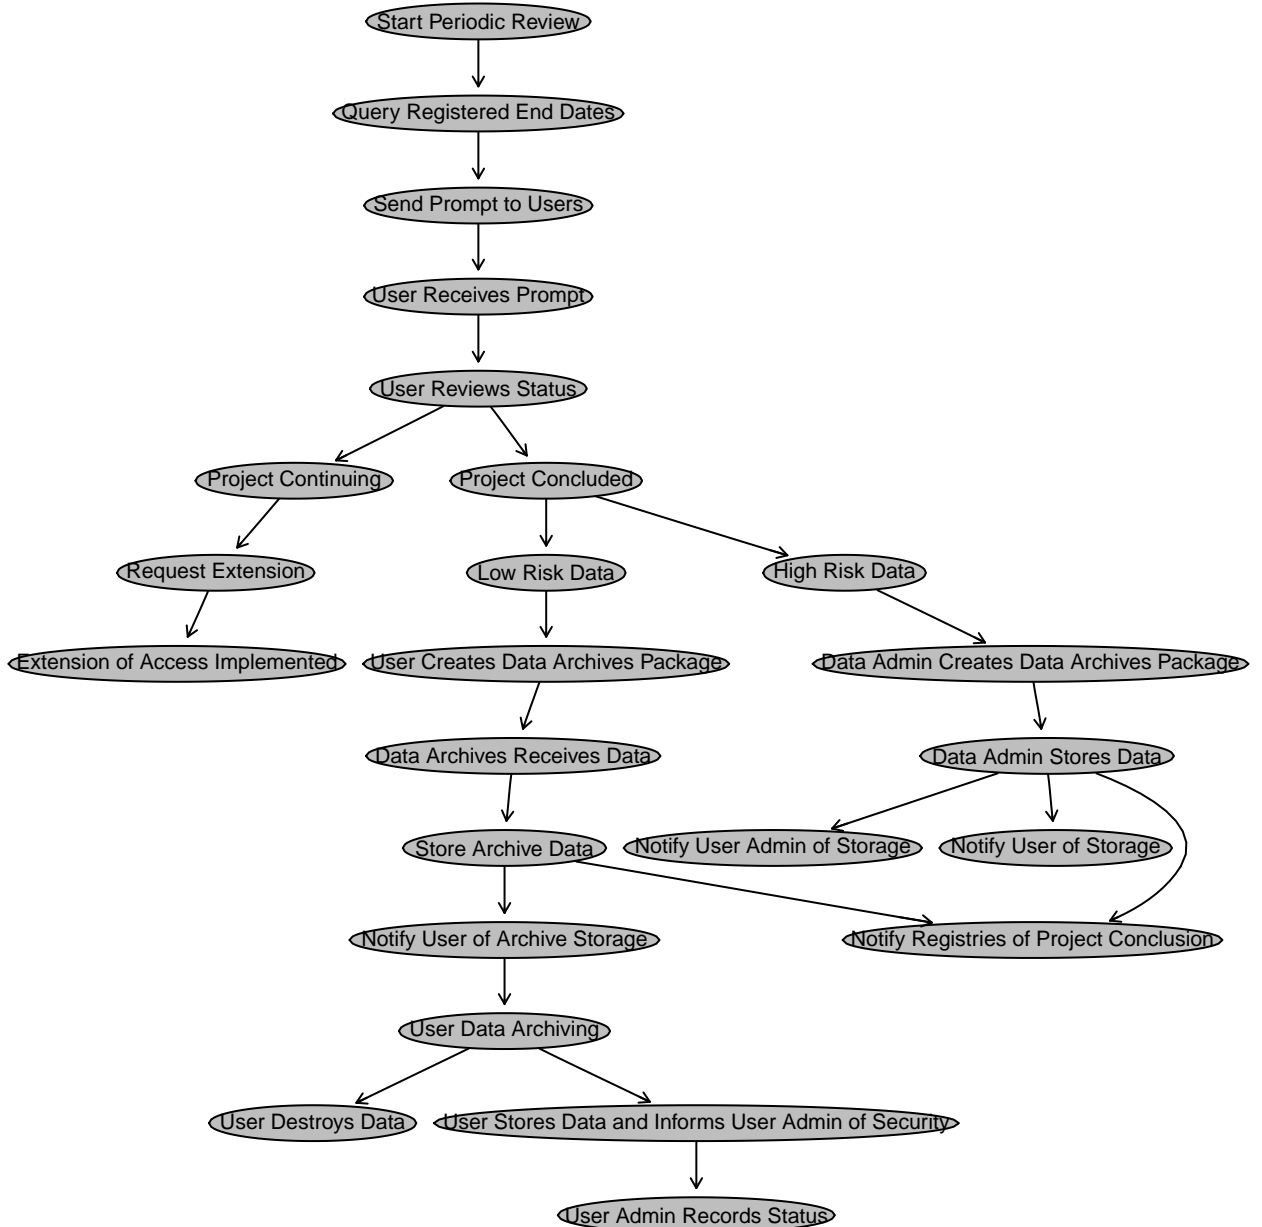 Start Periodic Review
Query Registered End Dates
Send Prompt to Users
User Receives Prompt
User Reviews Status
Project Continuing
Project Concluded
Request Extension
Low Risk Data
High Risk Data
Extension of Access Implemented
User Creates Data Archives Package
Data Admin Creates Data Archives Package
Data Archives Receives Data
Data Admin Stores Data
Store Archive Data
Notify User Admin of Storage
Notify User of Storage
Notify User of Archive Storage
Notify Registries of Project Conclusion
User Data Archiving
User Destroys Data
User Stores Data and Informs User Admin of Security
User Admin Records Status